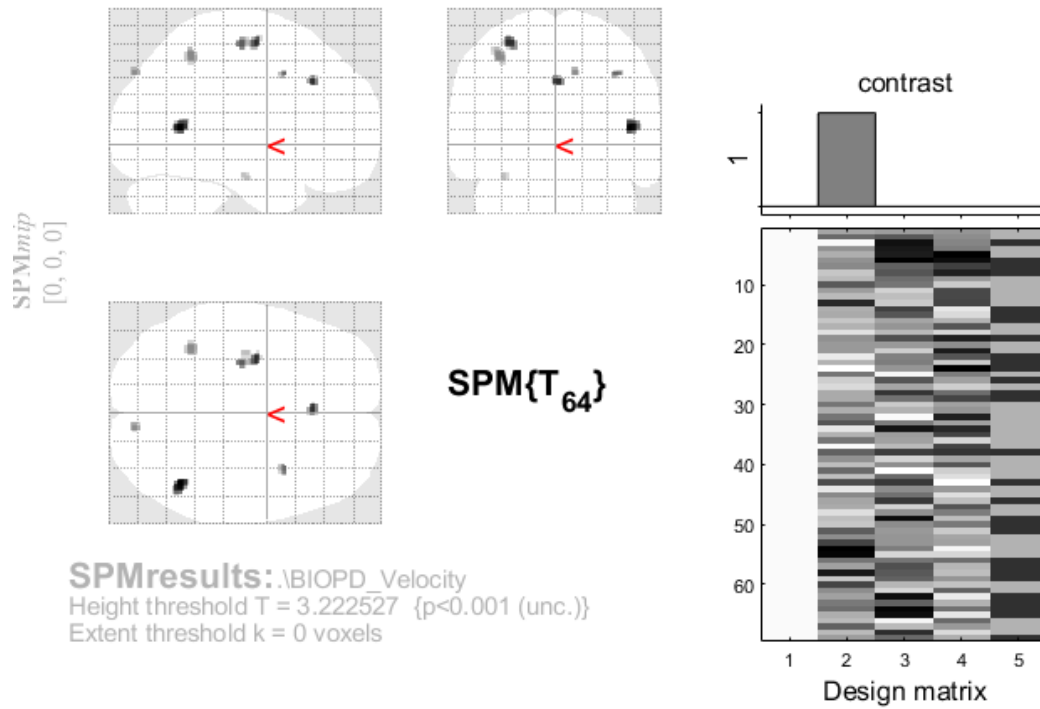 SPMmip
[0, 0, 0]
<
<
<
SPM{T64}
SPMresults: .\BIOPD_Velocity
Height threshold T = 3.222527 {p<0.001 (unc.)}
Extent threshold k = 0 voxels
contrast
1
10
20
30
40
50
60
1 2 3 4 5
Design matrix